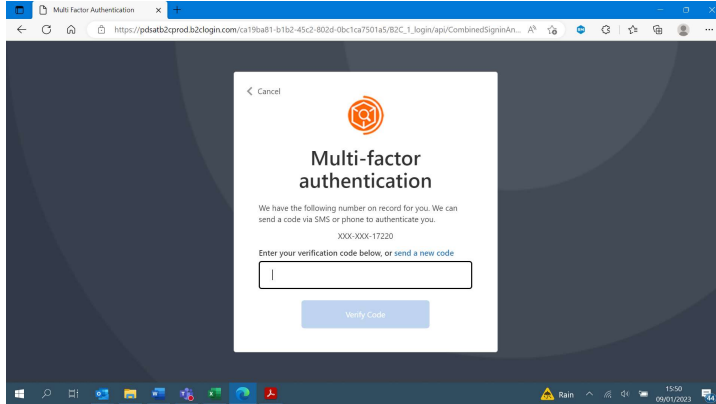 Multi Factor Authentication
https://pdsatb2cprod.b2clogin.com/ca19ba81-b1b2-45c2-802d-0bc1ca7501a5/B2C_1_login/api/CombinedSigninAn...
Cancel
Multi-factor
authentication
We have the following number on record for you. We can
send a code via SMS or phone to authenticate you.
XXX-XXX-17220
Enter your verification code below, or send a new code
Verify Code
Rain
15:50
09/01/2023
44